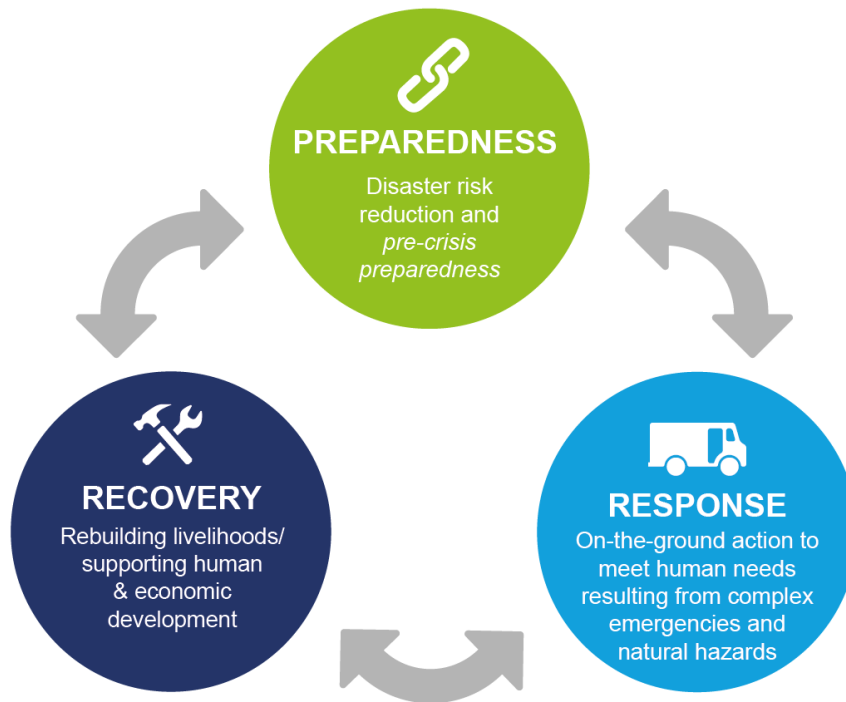 PREPAREDNESS
Disaster risk
reduction and
pre-crisis
preparedness
RECOVERY
Rebuilding livelihoods/
supporting human
& economic
development
RESPONSE
On-the-ground action to
meet human needs
resulting from complex
emergencies and
natural hazards